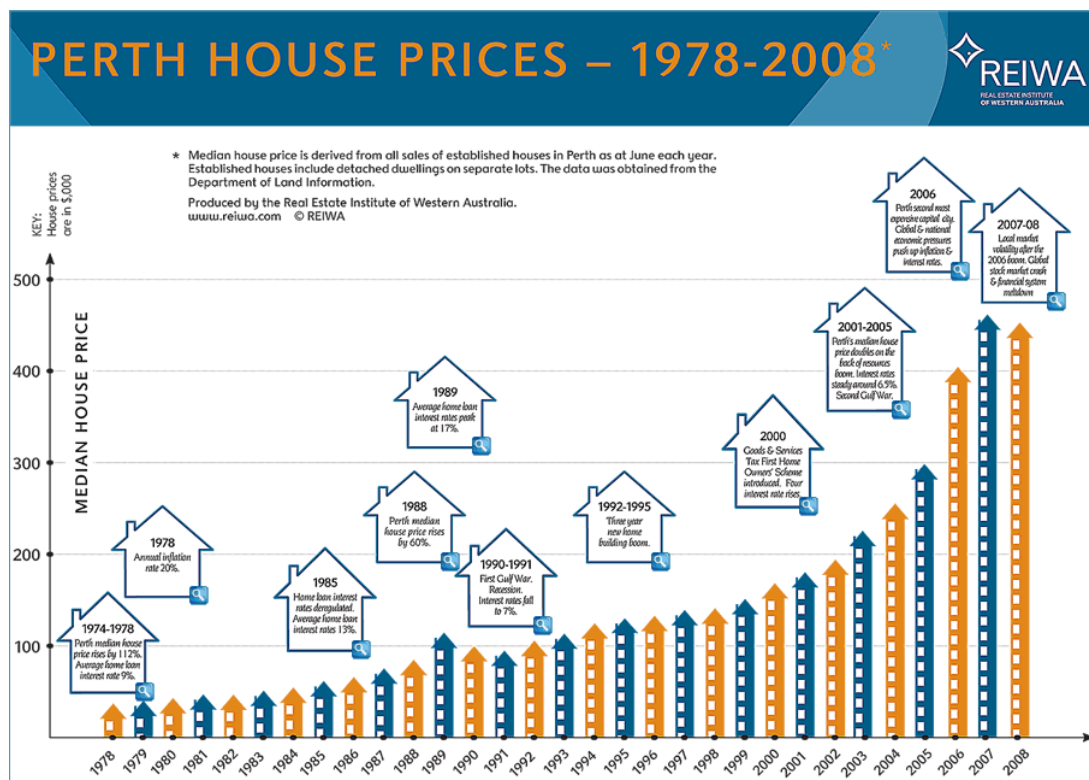 PERTH HOUSE PRICES – 1978-2008*
REIWA
REAL ESTATE INSTITUTE
OF WESTERN AUSTRALIA
* Median house price is derived from all sales of established houses in Perth as at June each year.
Established houses include detached dwellings on separate lots. The data was obtained from the
Department of Land Information.
Produced by the Real Estate Institute of Western Australia.
www.reiwa.com © REIWA
KEY:
House prices
are in $,000
2006
Perth second most
expensive capital city.
Global & national
economic pressures
push up inflation &
interest rates.
2007-08
Local market
volatility after the
2006 boom. Global
stock market crash
& financial system
meltdown
500
400
300
200
100
MEDIAN HOUSE PRICE
2001-2005
Perth's median house
price doubles on the
back of resources
boom. Interest rates
steady around 6.5%.
Second Gulf War.
1989
Average home loan
interest rates peak
at 17%.
2000
Goods & Services
Tax First Home
Owners' Scheme
introduced. Four
interest rate rises.
1988
Perth median
house price rises
by 60%.
1992-1995
Three year
new home
building boom.
1978
Annual inflation
rate 20%.
1990-1991
First Gulf War.
Recession.
Interest rates fall
to 7%.
1985
Home loan interest
rates deregulated.
Average home loan
interest rates 13%.
1974-1978
Perth median house
price rises by 112%.
Average home loan
interest rate 9%.
1978
1979
1980
1981
1982
1983
1984
1985
1986
1987
1988
1989
1990
1991
1992
1993
1994
1995
1996
1997
1998
1999
2000
2001
2002
2003
2004
2005
2006
2007
2008